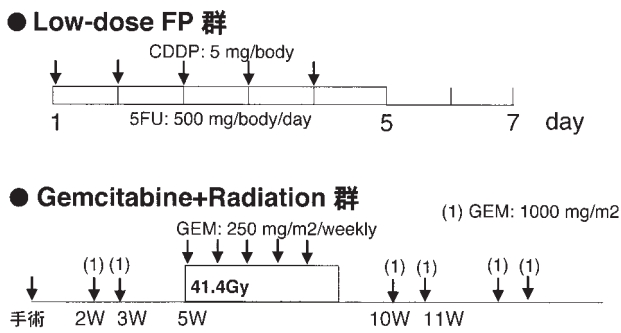 ● Low-dose FP 群
CDDP: 5 mg/body
5FU: 500 mg/body/day
1 5 7 day
● Gemcitabine+Radiation 群
(1) GEM: 1000 mg/m2
GEM: 250 mg/m2/weekly
(1) (1) (1) (1) (1) (1)
41.4Gy
手術 2W 3W 5W 10W 11W